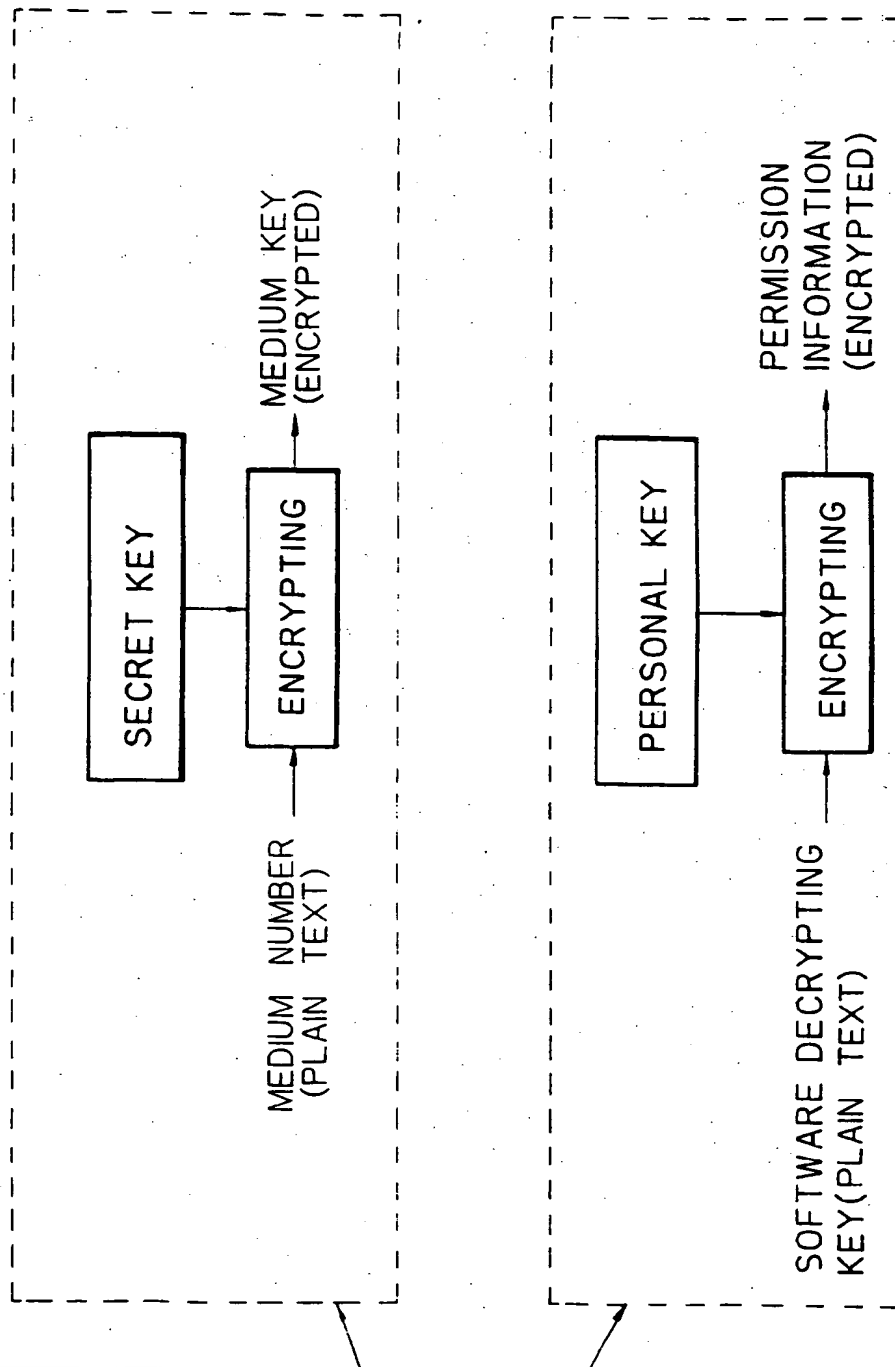 SECRET KEY
MEDIUM NUMBER
(PLAIN TEXT)
ENCRYPTING
MEDIUM KEY
(ENCRYPTED)
PERSONAL KEY
SOFTWARE DECRYPTING
KEY(PLAIN TEXT)
ENCRYPTING
PERMISSION
INFORMATION
(ENCRYPTED)